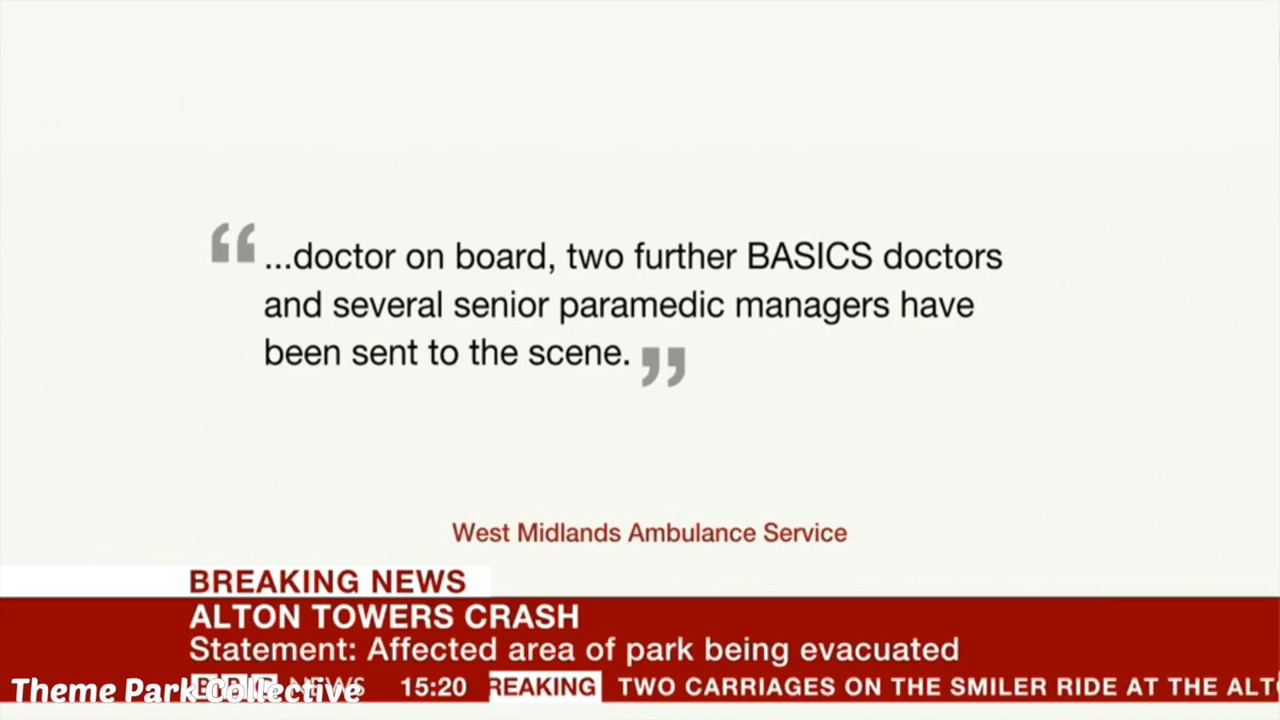 “ ...doctor on board, two further BASICS doctors
and several senior paramedic managers have
been sent to the scene. ”
West Midlands Ambulance Service
BREAKING NEWS
ALTON TOWERS CRASH
Statement: Affected area of park being evacuated
Theme Park Collective NEWS 15:20 REAKING TWO CARRIAGES ON THE SMILER RIDE AT THE ALT